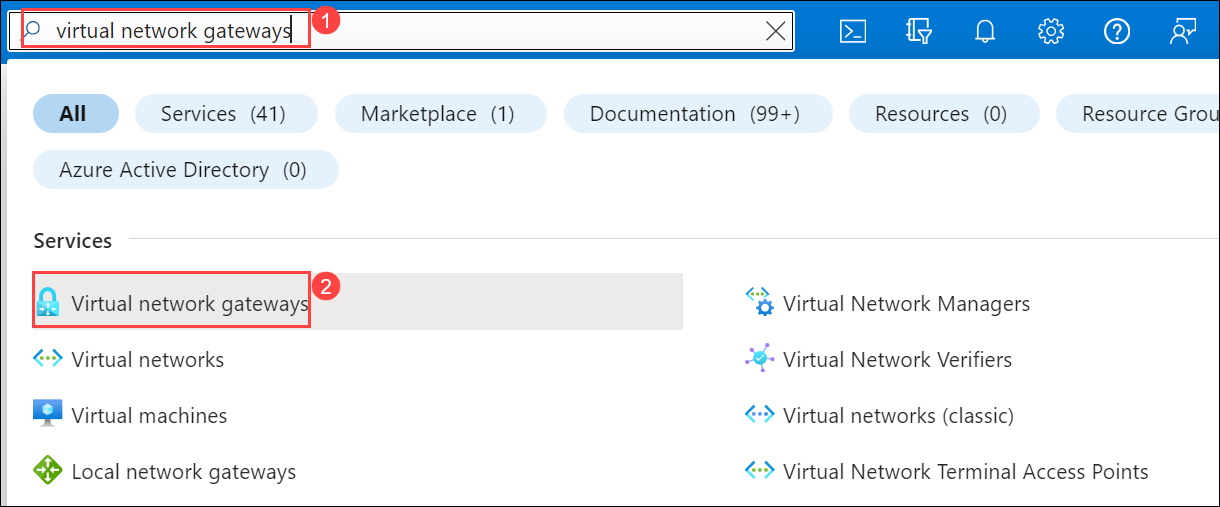 virtual network gateways 1
All Services (41) Marketplace (1) Documentation (99+) Resources (0) Resource Grou
Azure Active Directory (0)
Services
Virtual network gateways 2 Virtual Network Managers
Virtual networks Virtual Network Verifiers
Virtual machines Virtual networks (classic)
Local network gateways Virtual Network Terminal Access Points